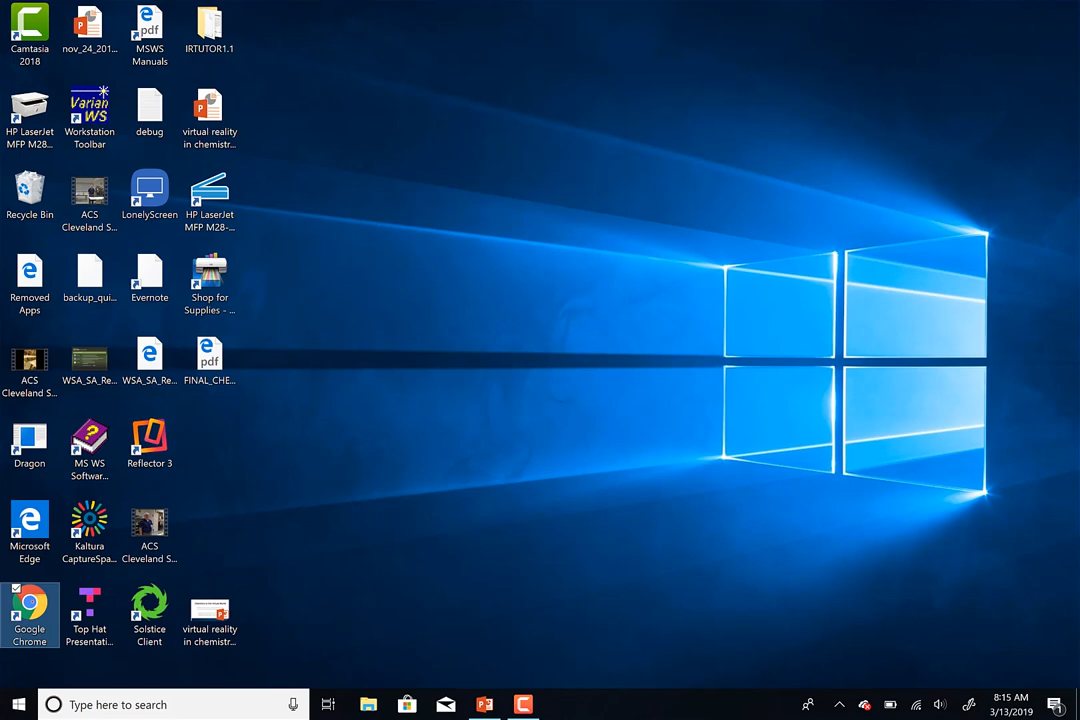 Camtasia
2018
nov_24_201...
pdf
MSWS
Manuals
IRTUTOR1.1
HP LaserJet
MFP M28...
Varian
WS
Workstation
Toolbar
debug
virtual reality
in chemistr...
Recycle Bin
ACS
Cleveland S...
LonelyScreen
HP LaserJet
MFP M28-...
Removed
Apps
backup_qui...
Evernote
Shop for
Supplies - ...
ACS
Cleveland S...
WSA_SA_Re...
WSA_SA_Re...
pdf
FINAL_CHE...
Dragon
MS WS
Softwar...
Reflector 3
Microsoft
Edge
Kaltura
CaptureSpa...
ACS
Cleveland S...
Google
Chrome
Top Hat
Presentati...
Solstice
Client
virtual reality
in chemistr...
Type here to search
8:15 AM
3/13/2019
1